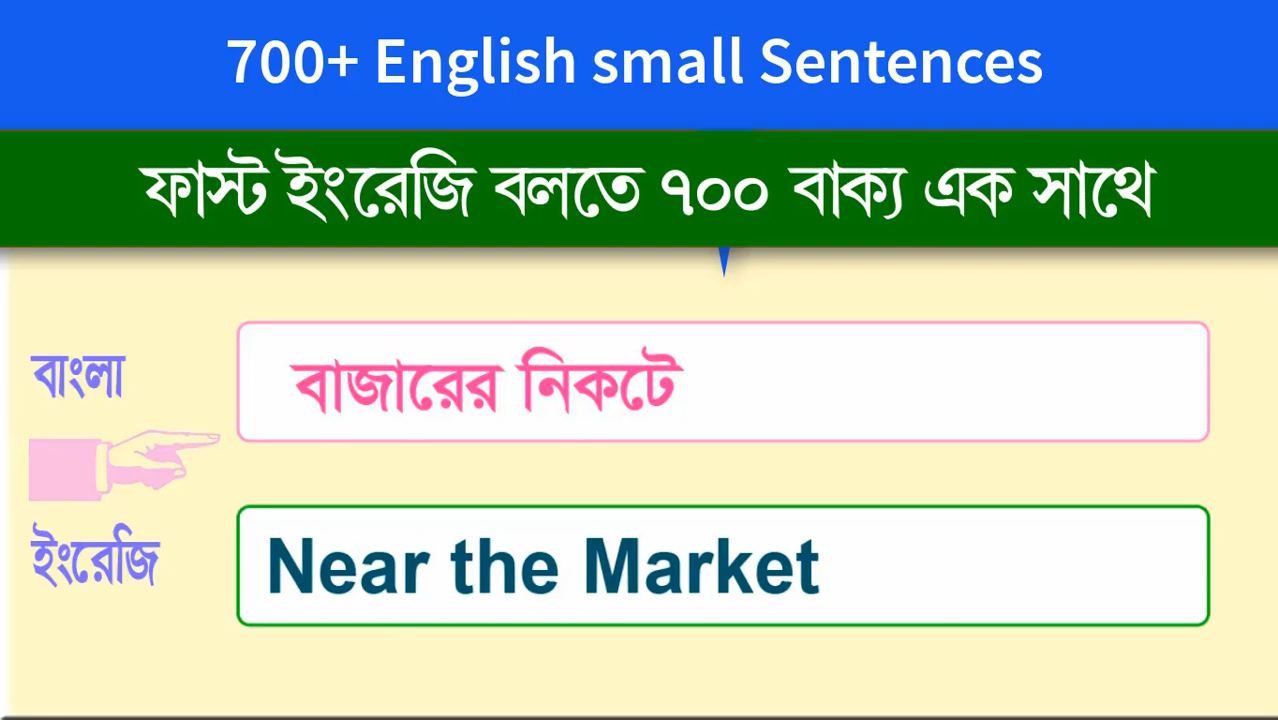 700+ English small Sentences
ফাস্ট ইংরেজি বলতে ৭০০ বাক্য এক সাথে
বাংলা
বাজারের নিকটে
ইংরেজি
Near the Market